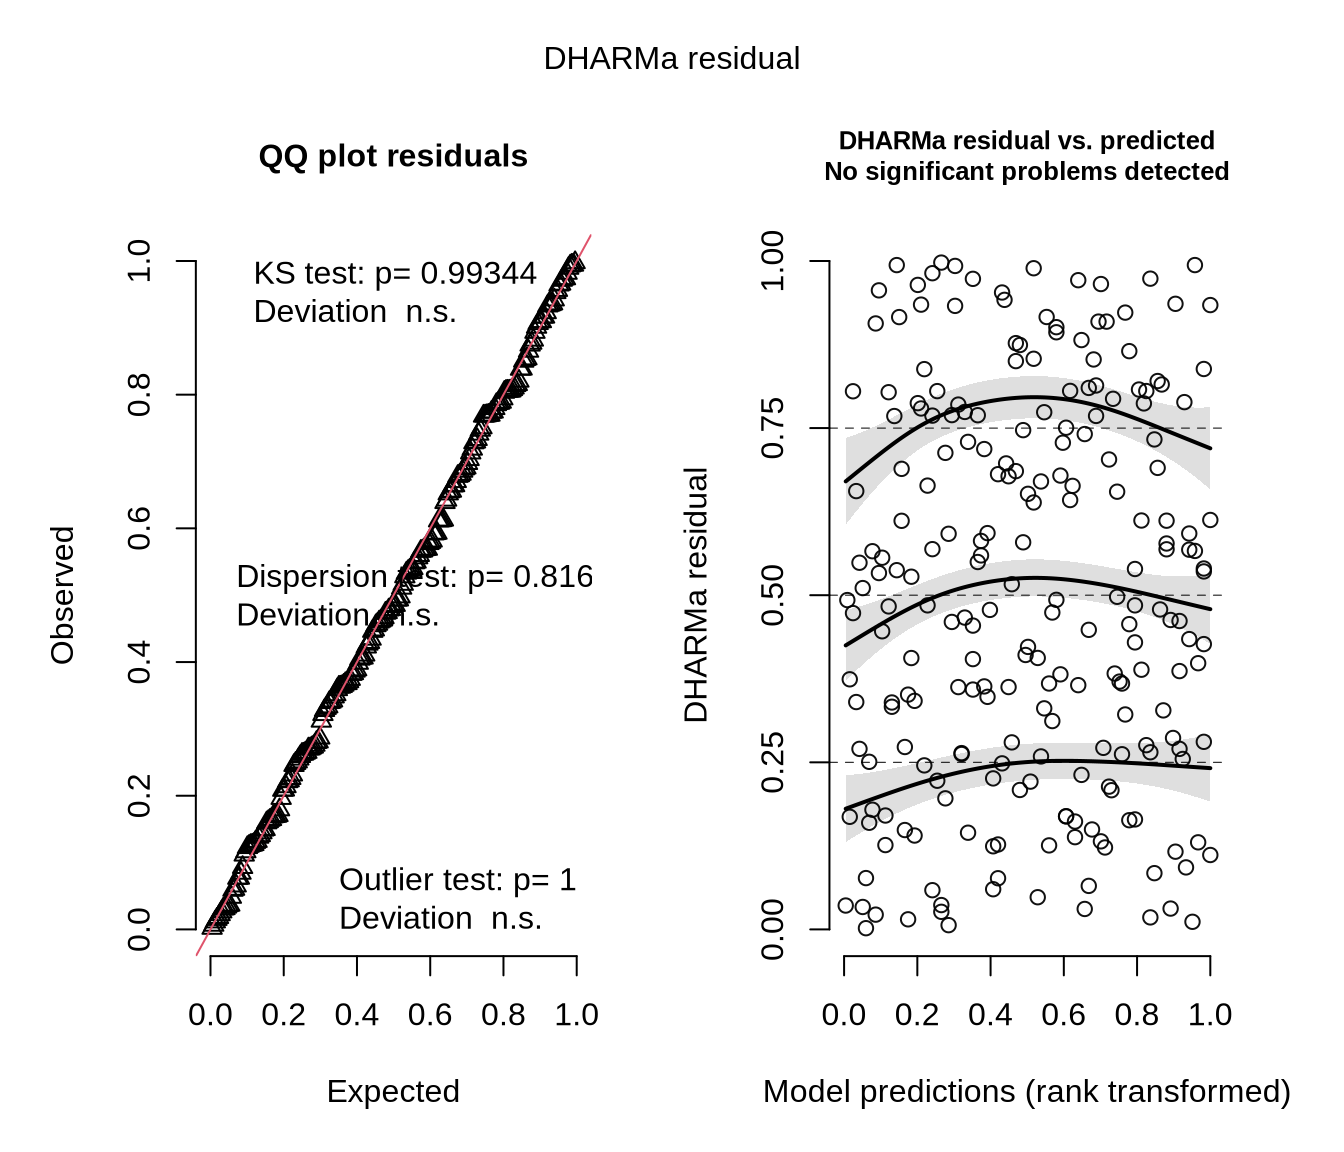 DHARMa residual
QQ plot residuals
KS test: p= 0.99344
Deviation  n.s.
Dispersion test: p= 0.816
Deviation  n.s.
Outlier test: p= 1
Deviation  n.s.
Observed
0.0 0.2 0.4 0.6 0.8 1.0
0.0 0.2 0.4 0.6 0.8 1.0
Expected
DHARMa residual vs. predicted
No significant problems detected
DHARMa residual
0.00 0.25 0.50 0.75 1.00
0.0 0.2 0.4 0.6 0.8 1.0
Model predictions (rank transformed)